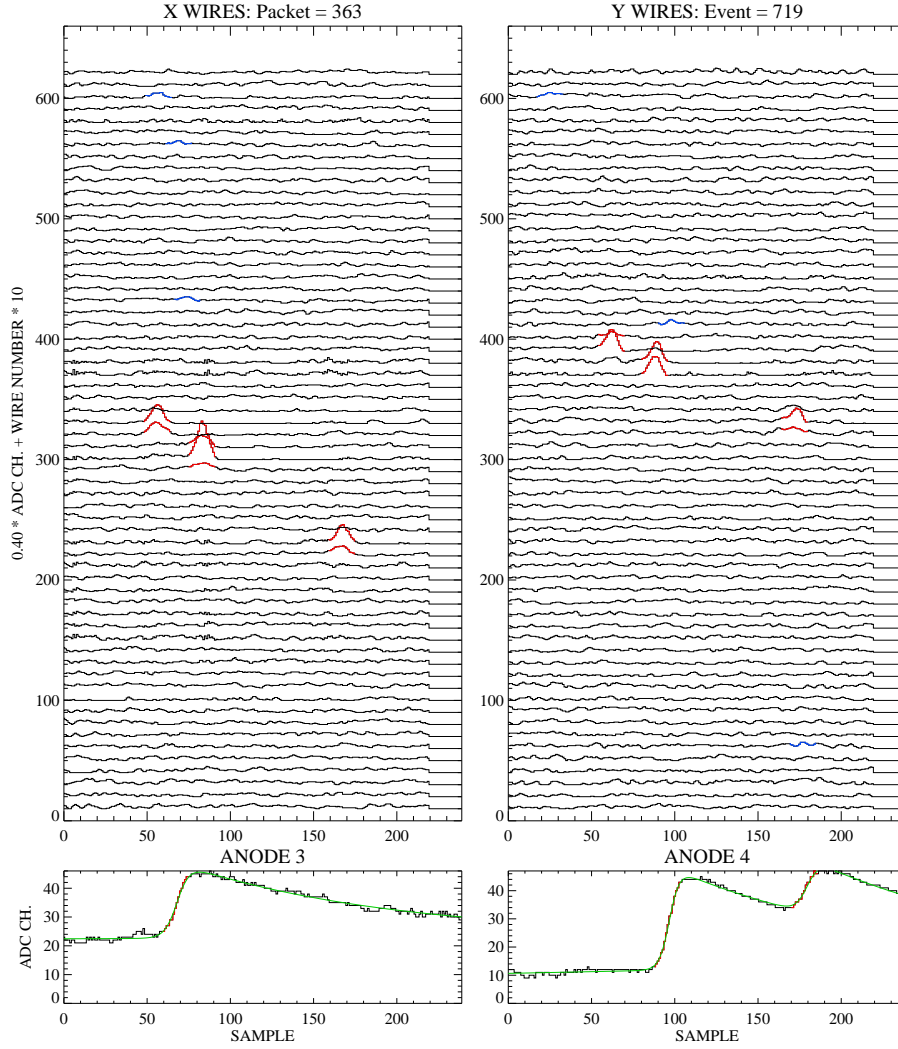 X WIRES: Packet = 363
Y WIRES: Event = 719
0.40 * ADC CH. + WIRE NUMBER * 10
600
500
400
300
200
100
0
0 50 100 150 200
600
500
400
300
200
100
0
0 50 100 150 200
ANODE 3
ANODE 4
ADC CH.
40
30
20
10
0
0 50 100 150 200
SAMPLE
40
30
20
10
0
0 50 100 150 200
SAMPLE